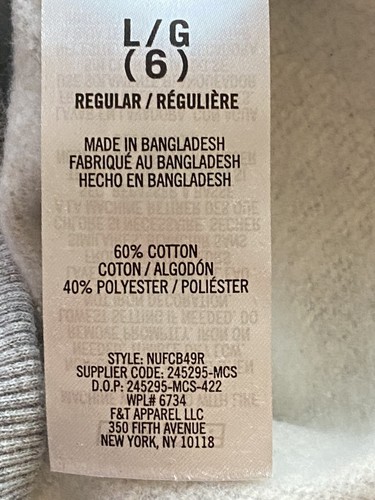 L/G
(6)
REGULAR / RÉGULIÈRE
MADE IN BANGLADESH
FABRIQUÉ AU BANGLADESH
HECHO EN BANGLADESH
60% COTTON
COTON / ALGODÓN
40% POLYESTER / POLIÉSTER
STYLE: NUFCB49R
SUPPLIER CODE: 245295-MCS
D.O.P: 245295-MCS-422
WPL# 6734
F&T APPAREL LLC
350 FIFTH AVENUE
NEW YORK, NY 10118